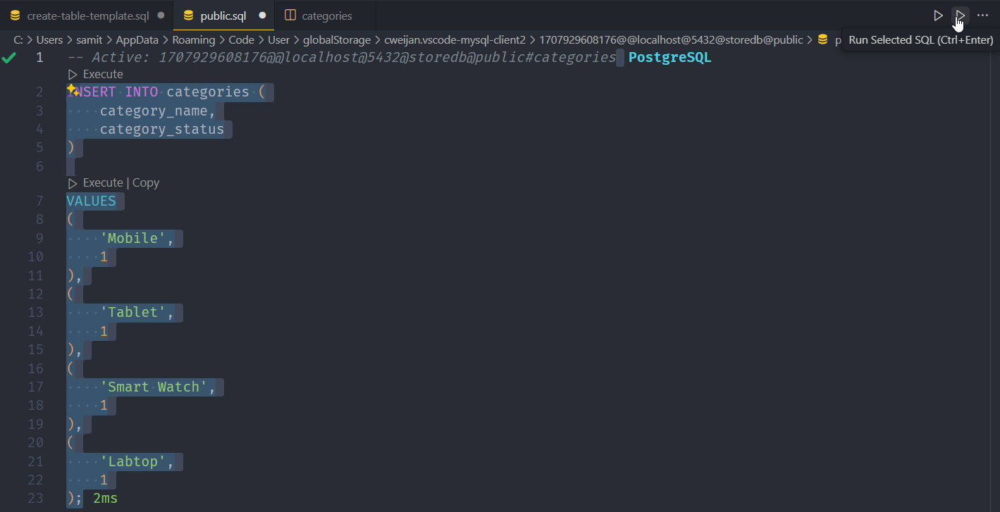 create-table-template.sql
public.sql
categories
C: > Users > samit > AppData > Roaming > Code > User > globalStorage > cweijan.vscode-mysql-client2 > 1707929608176@@localhost@5432@storedb@public > p
Run Selected SQL (Ctrl+Enter)
1 -- Active: 1707929608176@@localhost@5432@storedb@public#categories PostgreSQL
Execute
2 INSERT INTO categories (
3 category_name,
4 category_status
5 )
6
Execute | Copy
7 VALUES
8 (
9 'Mobile',
10 1
11 ),
12 (
13 'Tablet',
14 1
15 ),
16 (
17 'Smart Watch',
18 1
19 ),
20 (
21 'Labtop',
22 1
23 ); 2ms